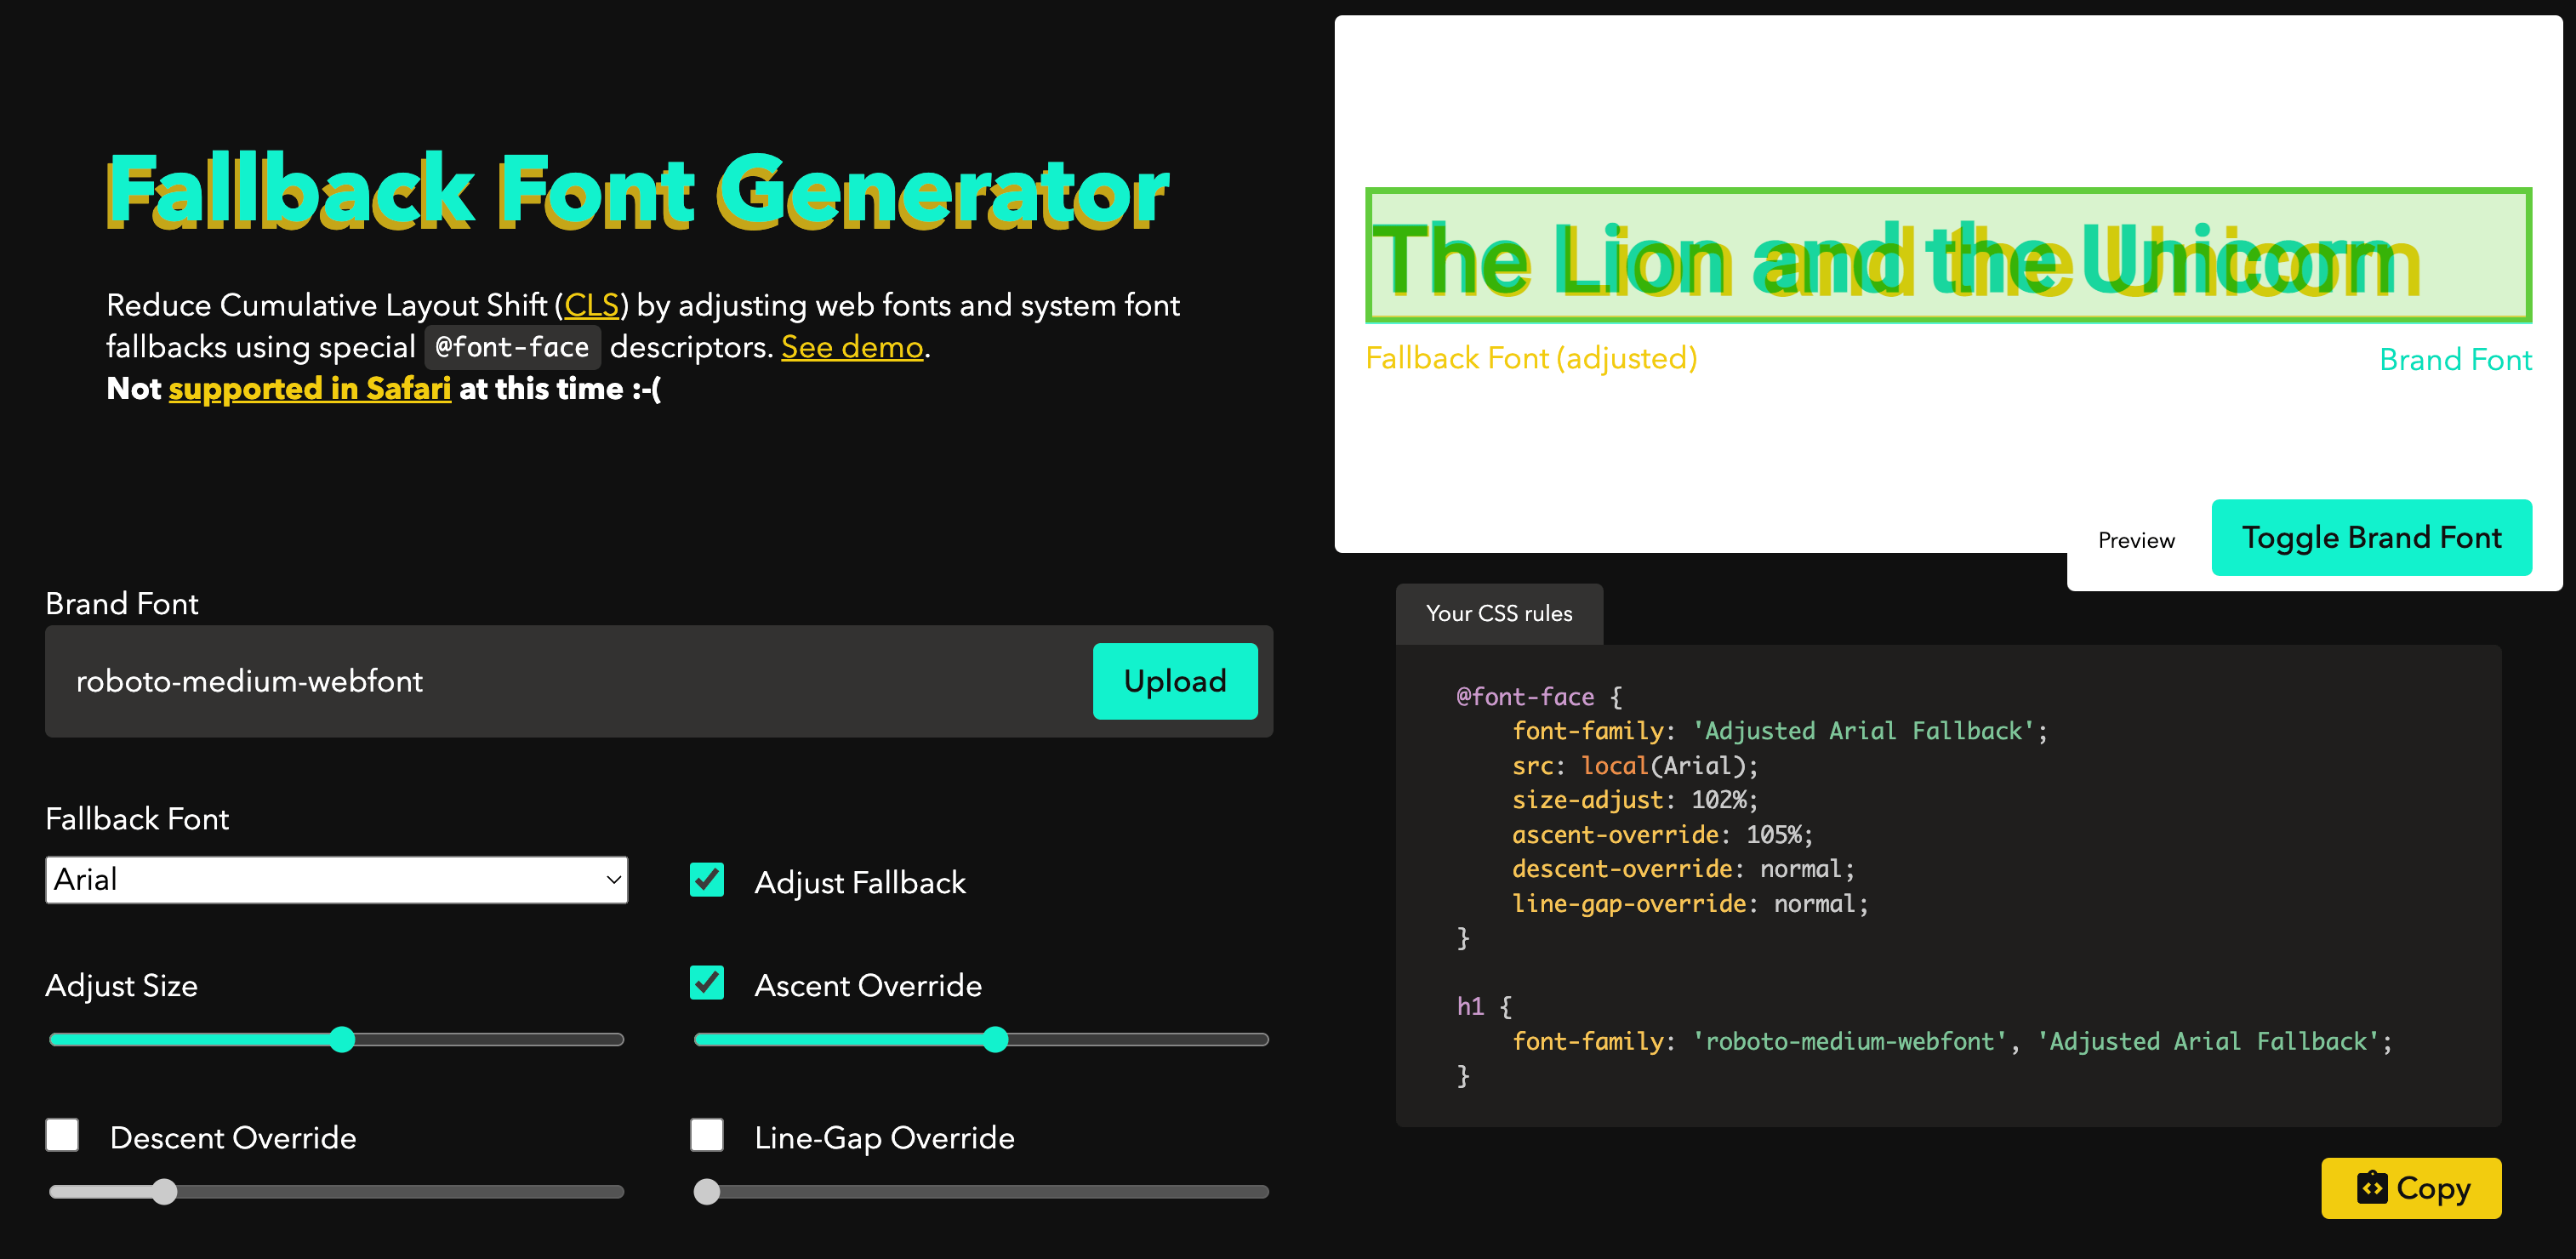 Fallback Font Generator
Reduce Cumulative Layout Shift (CLS) by adjusting web fonts and system font
fallbacks using special @font-face descriptors. See demo.
Not supported in Safari at this time :-(
The Lion and the Unicorn
Fallback Font (adjusted)
Brand Font
Preview
Toggle Brand Font
Brand Font
roboto-medium-webfont
Upload
Fallback Font
Arial
Adjust Fallback
Adjust Size
Ascent Override
Descent Override
Line-Gap Override
Your CSS rules
@font-face {
    font-family: 'Adjusted Arial Fallback';
    src: local(Arial);
    size-adjust: 102%;
    ascent-override: 105%;
    descent-override: normal;
    line-gap-override: normal;
}
h1 {
    font-family: 'roboto-medium-webfont', 'Adjusted Arial Fallback';
}
Copy